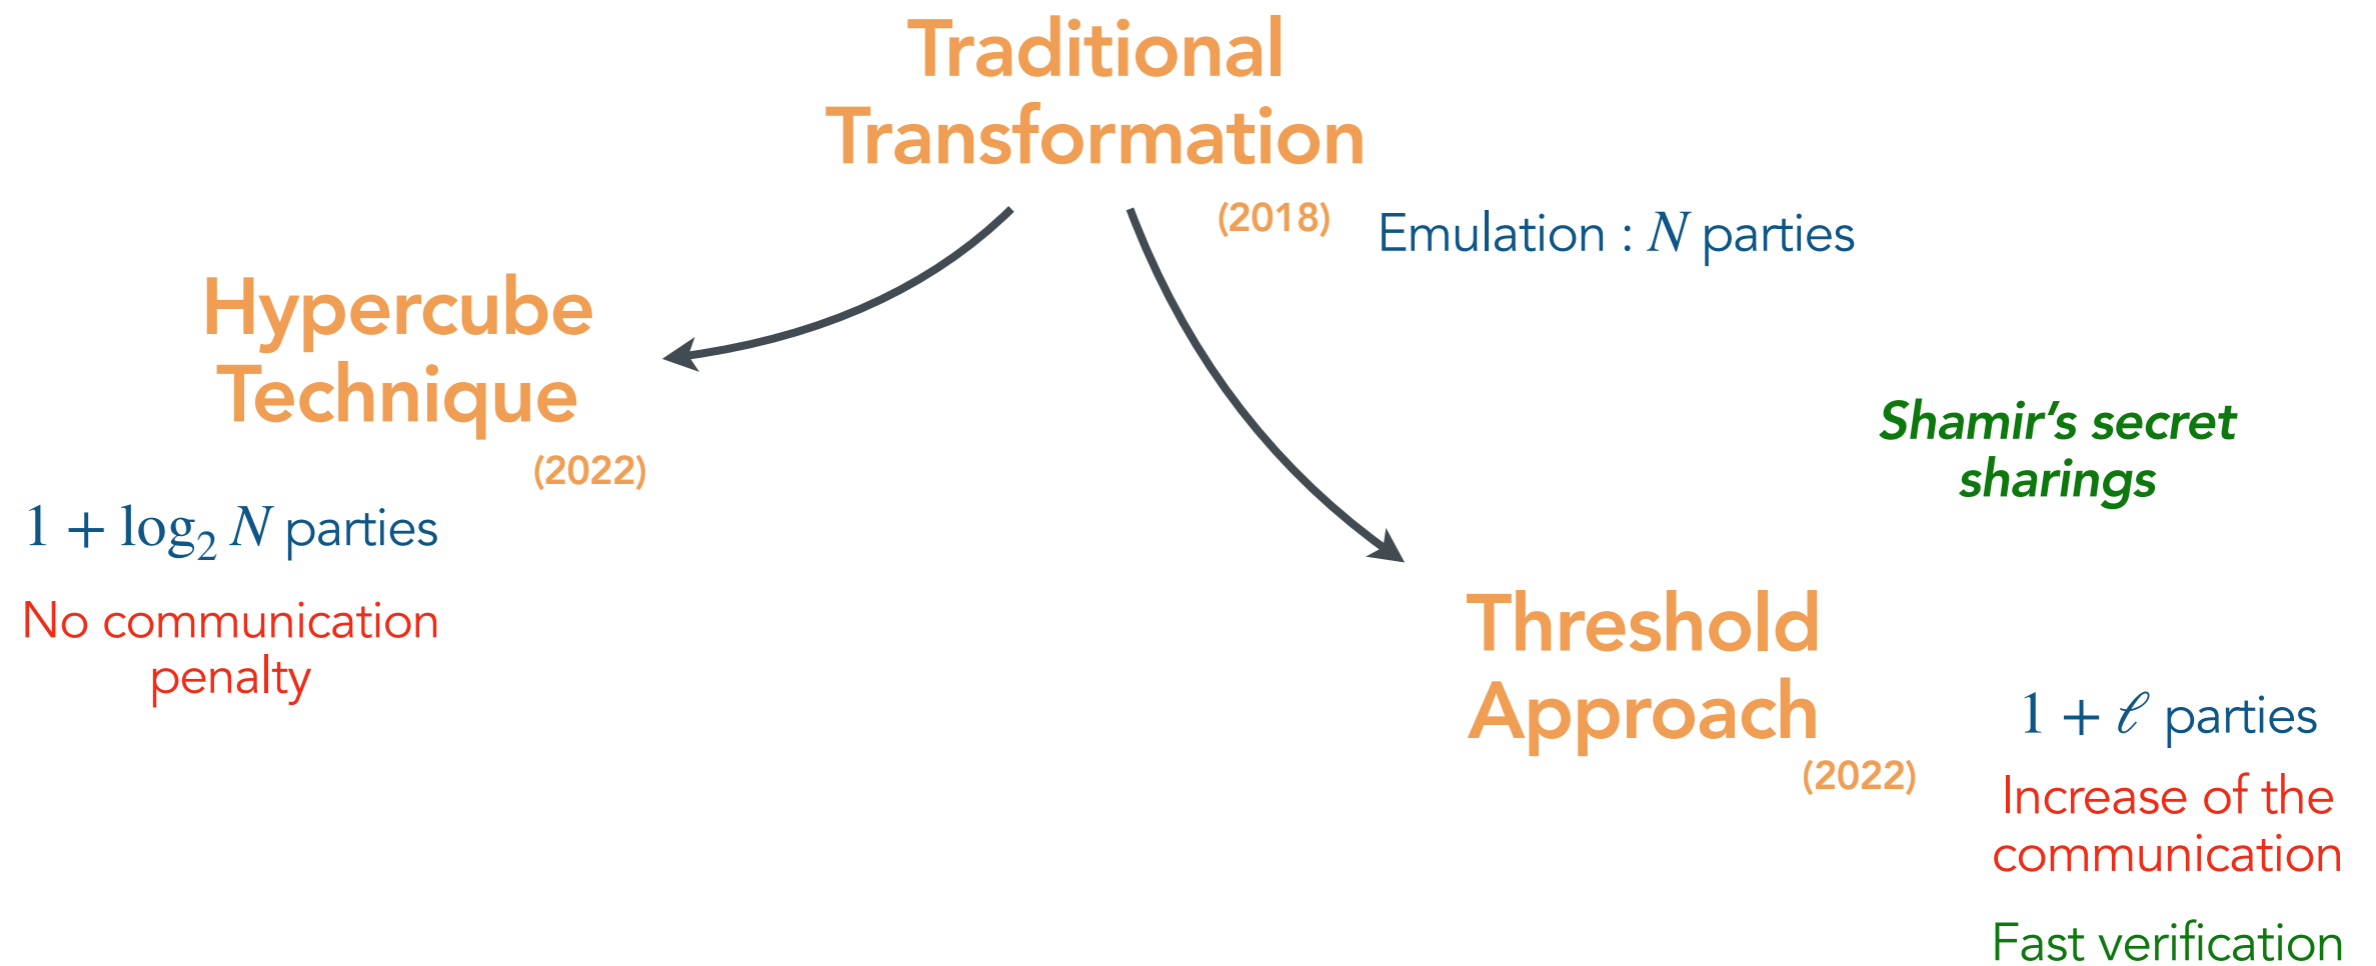 Traditional
Transformation
(2018)
Emulation : N parties
Hypercube
Technique
(2022)
1 + log₂ N parties
No communication
penalty
Shamir's secret
sharings
Threshold
Approach
(2022)
1 + ℓ parties
Increase of the
communication
Fast verification